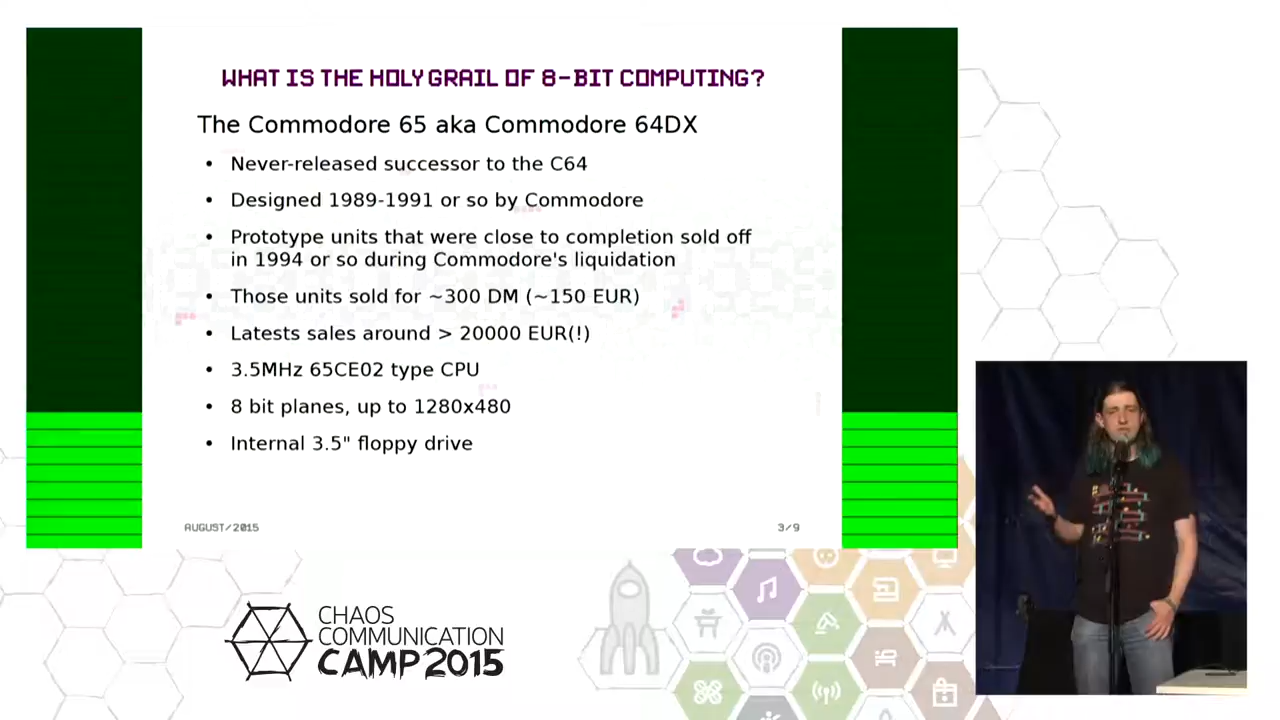 WHAT IS THE HOLY GRAIL OF 8-BIT COMPUTING?
The Commodore 65 aka Commodore 64DX
• Never-released successor to the C64
• Designed 1989-1991 or so by Commodore
• Prototype units that were close to completion sold off
in 1994 or so during Commodore's liquidation
• Those units sold for ~300 DM (~150 EUR)
• Latests sales around > 20000 EUR(!)
• 3.5MHz 65CE02 type CPU
• 8 bit planes, up to 1280x480
• Internal 3.5" floppy drive
AUGUST/2015
3/9
CHAOS
COMMUNICATION
CAMP 2015